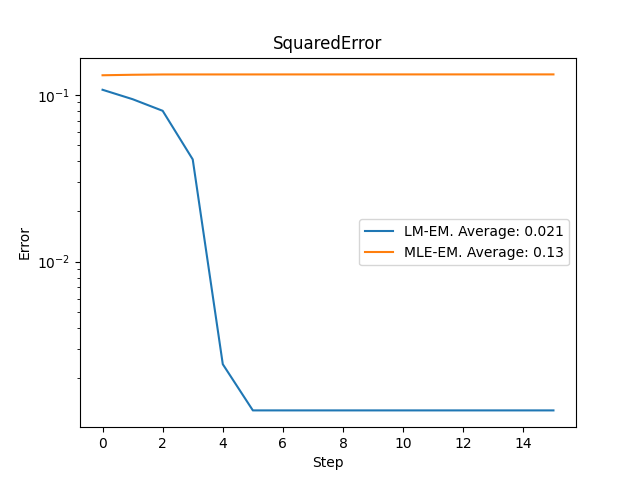 SquaredError
10⁻¹
10⁻²
Error
LM-EM. Average: 0.021
MLE-EM. Average: 0.13
0 2 4 6 8 10 12 14
Step